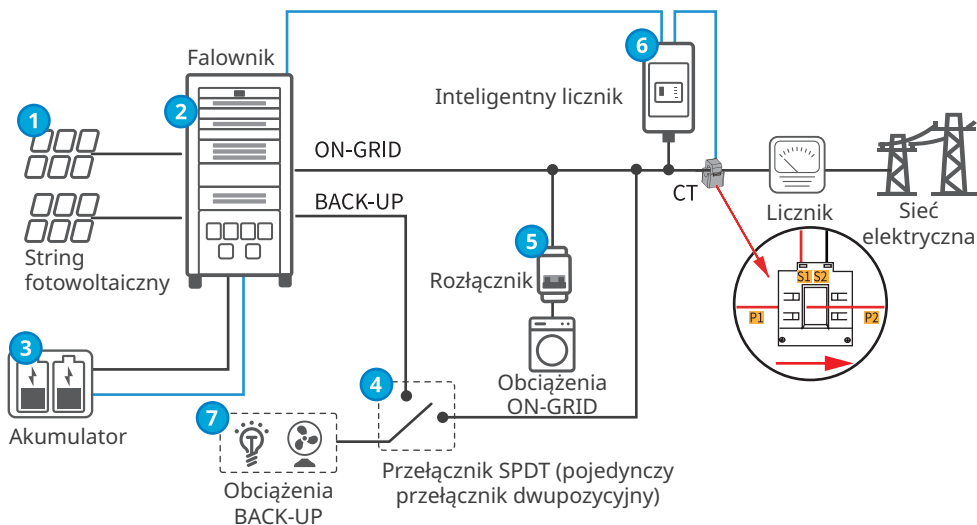 6
Falownik
1
2
Inteligentny licznik
ON-GRID
BACK-UP
CT
Licznik
Sieć
elektryczna
String
fotowoltaiczny
5
Rozłącznik
S1 S2
P1
P2
3
4
Obciążenia
ON-GRID
7
Akumulator
Przełącznik SPDT (pojedynczy
przełącznik dwupozycyjny)
Obciążenia
BACK-UP